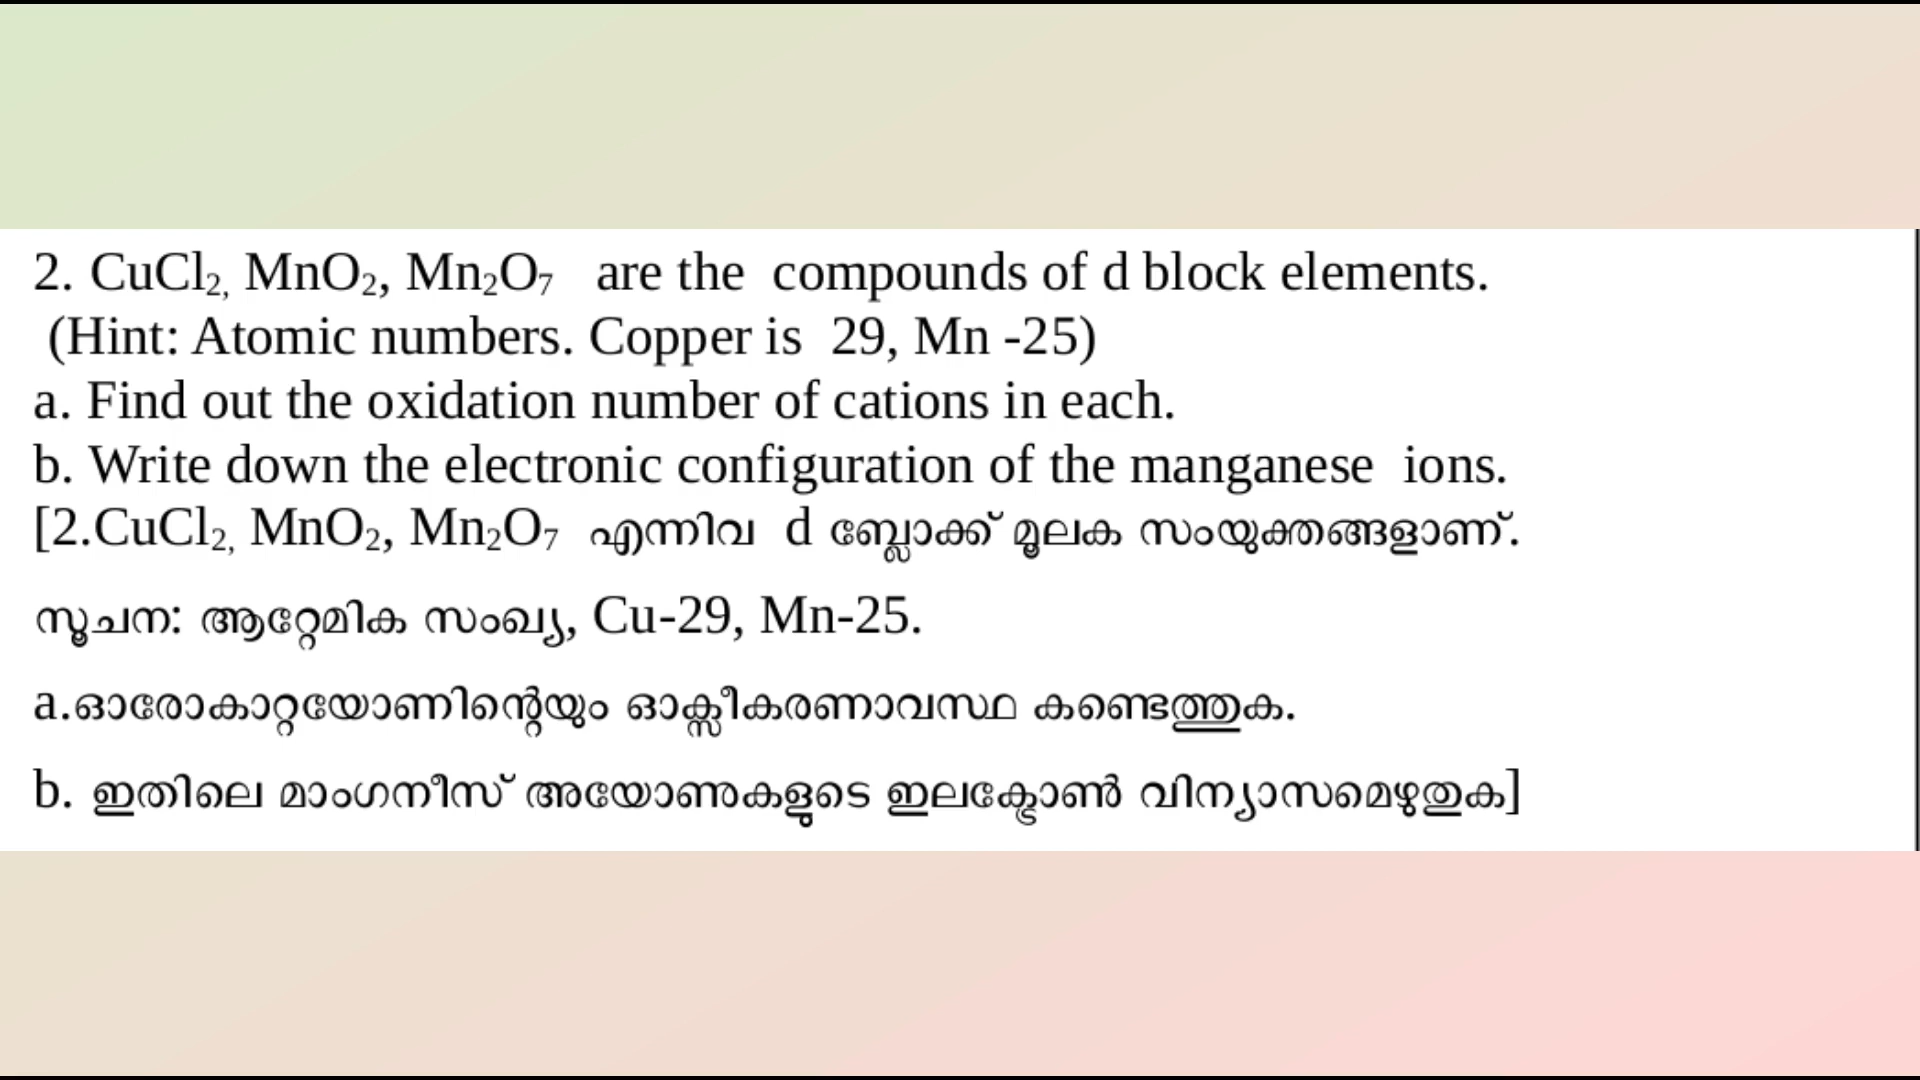 2. CuCl₂, MnO₂, Mn₂O₇ are the compounds of d block elements.
(Hint: Atomic numbers. Copper is 29, Mn -25)
a. Find out the oxidation number of cations in each.
b. Write down the electronic configuration of the manganese ions.
[2.CuCl₂, MnO₂, Mn₂O₇ എന്നിവ d ബ്ലോക്ക് മൂലക സംയുക്തങ്ങളാണ്.
സൂചന: ആറ്റേമിക സംഖ്യ, Cu-29, Mn-25.
a.ഓരോകാറ്റയോണിന്റെയും ഓക്സീകരണാവസ്ഥ കണ്ടെത്തുക.
b. ഇതിലെ മാംഗനീസ് അയോണുകളുടെ ഇലക്ട്രോൺ വിന്യാസമെഴുതുക]